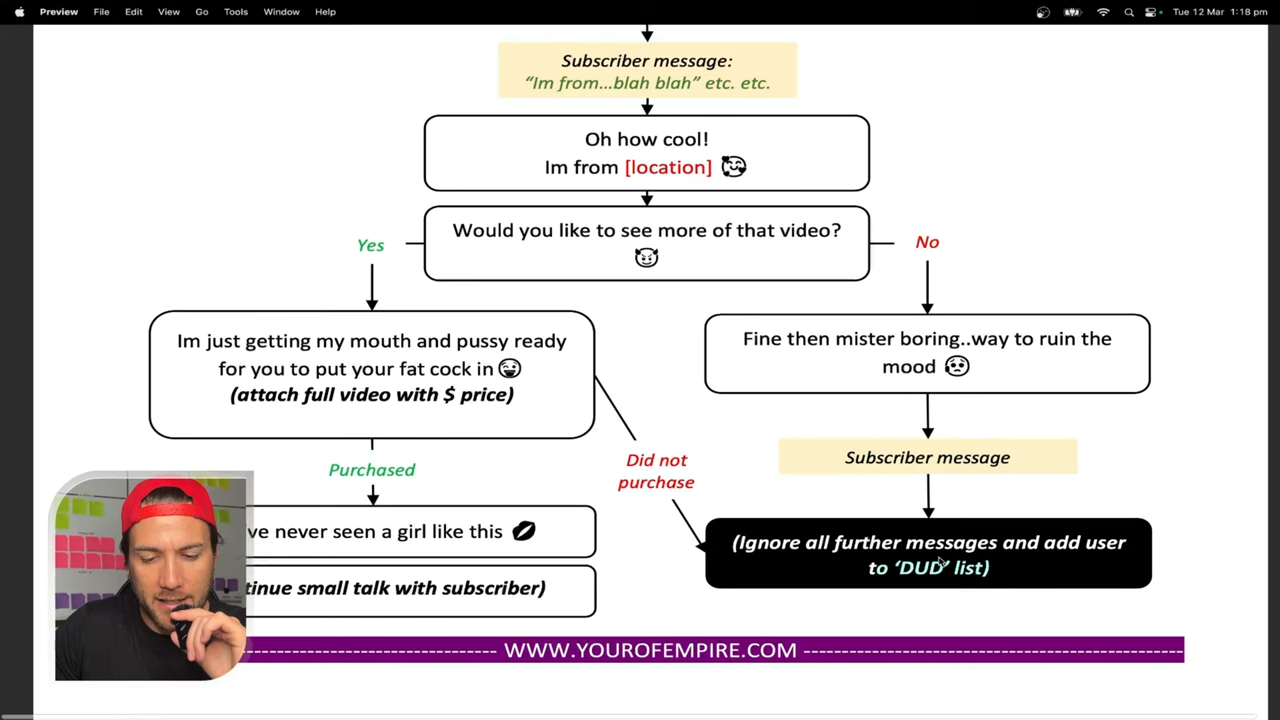 Preview File Edit View Go Tools Window Help Tue 12 Mar 1:18 pm
Subscriber message:
“Im from...blah blah” etc. etc.
Oh how cool!
Im from [location]
Would you like to see more of that video?
Yes
No
Im just getting my mouth and pussy ready
for you to put your fat cock in
(attach full video with $ price)
Fine then mister boring..way to ruin the
mood
Purchased
Did not
purchase
Subscriber message
've never seen a girl like this
tinue small talk with subscriber)
(Ignore all further messages and add user
to ‘DUD’ list)
WWW.YOUROFEMPIRE.COM